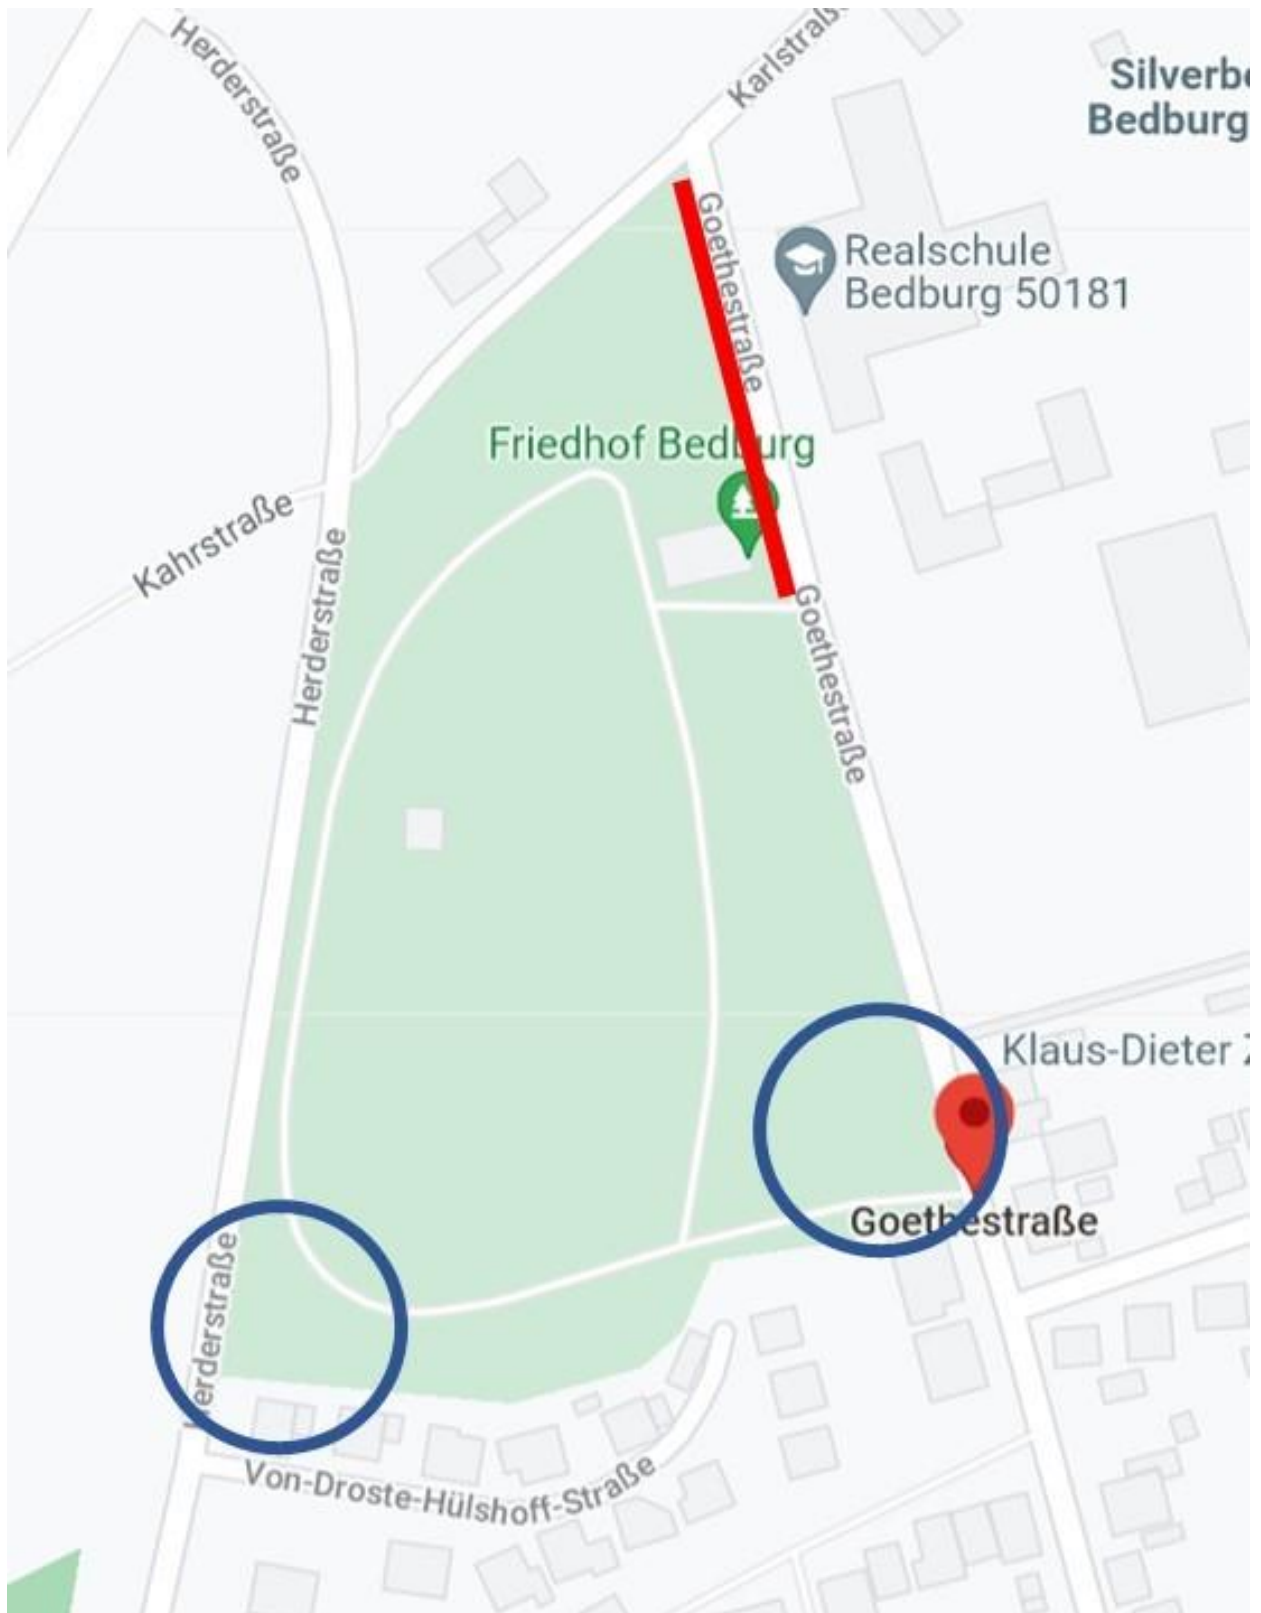 Herderstraße
Karlstraße
Silverbe
Bedburg
Goethestraße
Realschule
Bedburg 50181
Friedhof Bedburg
Kahrstraße
Herderstraße
Goethestraße
Klaus-Dieter
Goethestraße
Herderstraße
Von-Droste-Hülshoff-Straße